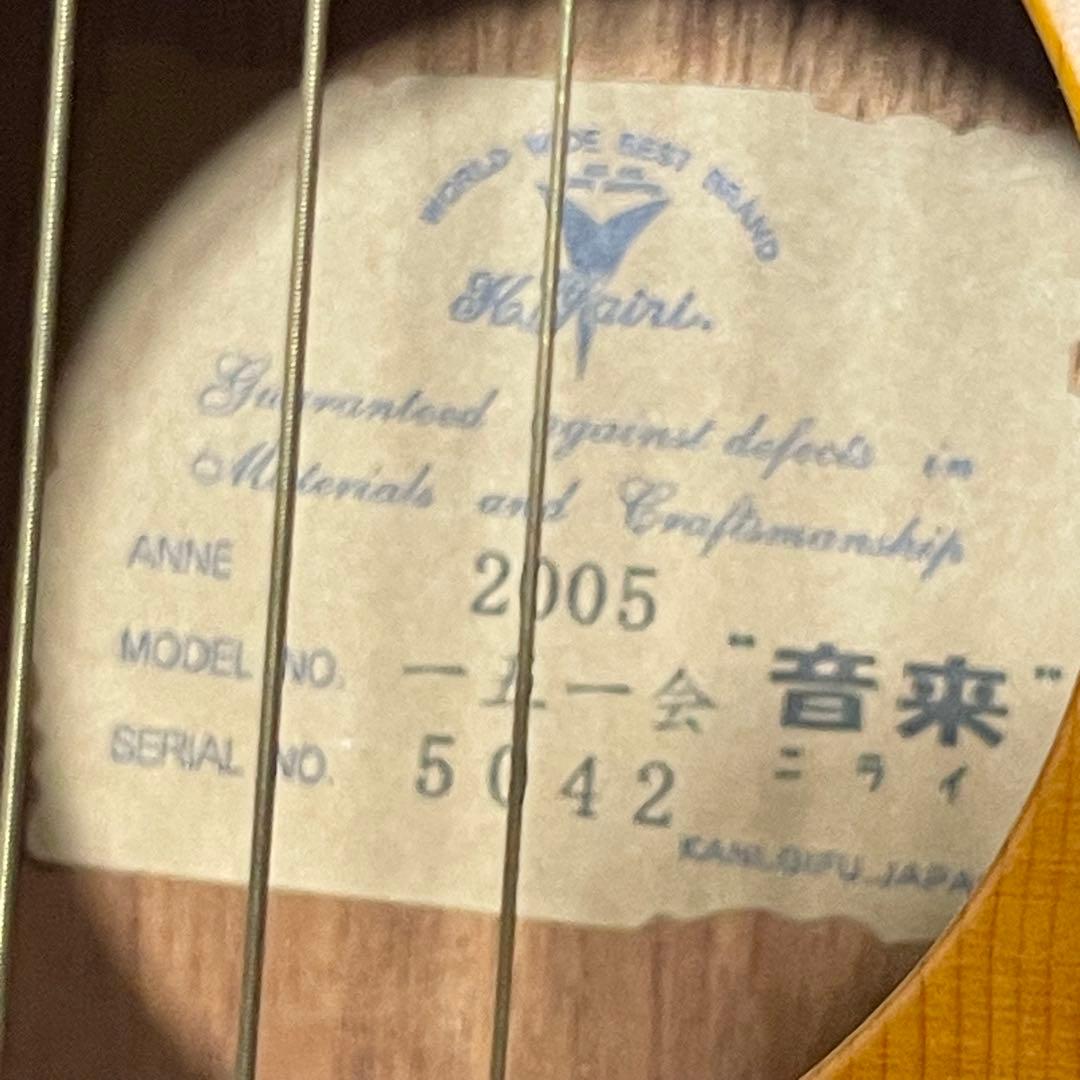 WORLD WIDE BEST BRAND
K. Yairi.
Guaranteed against defects in
Materials and Craftsmanship
ANNE 2005
MODEL NO. 一五一会 "音来"
ニライ
SERIAL NO. 5042
KANI,GIFU,JAPA